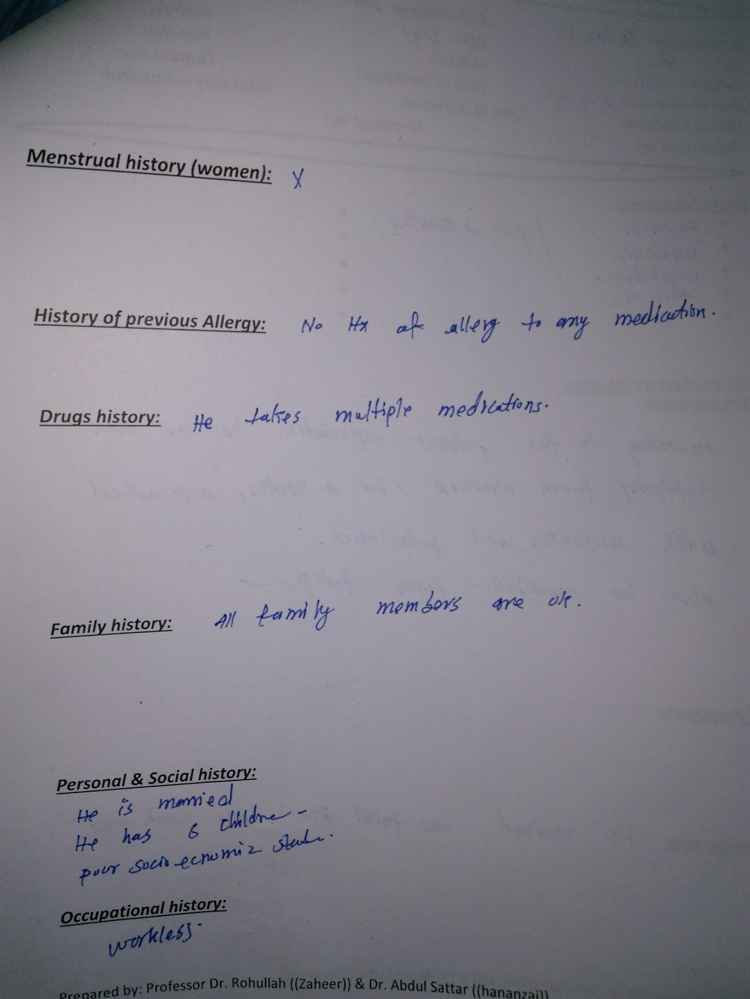 Menstrual history (women): X
History of previous Allergy: No Hx of allerg to any medication.
Drugs history: He takes multiple medications.
Family history: All family members are ok.
Personal & Social history:
He is married
He has 6 children
poor socio-ecnomic state.
Occupational history:
workless.
Prepared by: Professor Dr. Rohullah ((Zaheer)) & Dr. Abdul Sattar ((hananzai))